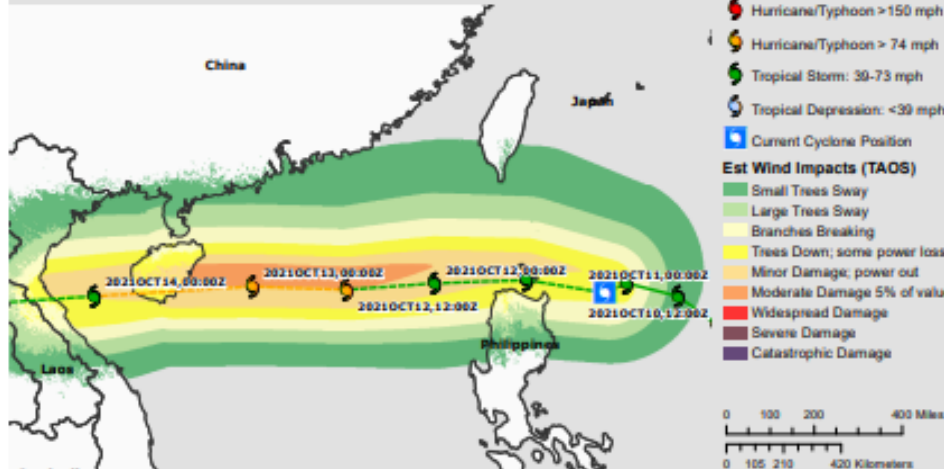 Hurricane/Typhoon >150 mph
Hurricane/Typhoon > 74 mph
Tropical Storm: 39-73 mph
Tropical Depression: <39 mph
Current Cyclone Position
Est Wind Impacts (TAOS)
Small Trees Sway
Large Trees Sway
Branches Breaking
Trees Down; some power loss
Minor Damage; power out
Moderate Damage 5% of valu
Widespread Damage
Severe Damage
Catastrophic Damage
0 100 200 400 Miles
0 105 210 420 Kilometers
China
Japan
2021OCT14,00:00Z
2021OCT13,00:00Z
2021OCT12,12:00Z
2021OCT12,00:00Z
2021OCT11,00:00Z
2021OCT10,12:00Z
Philippines
Laos